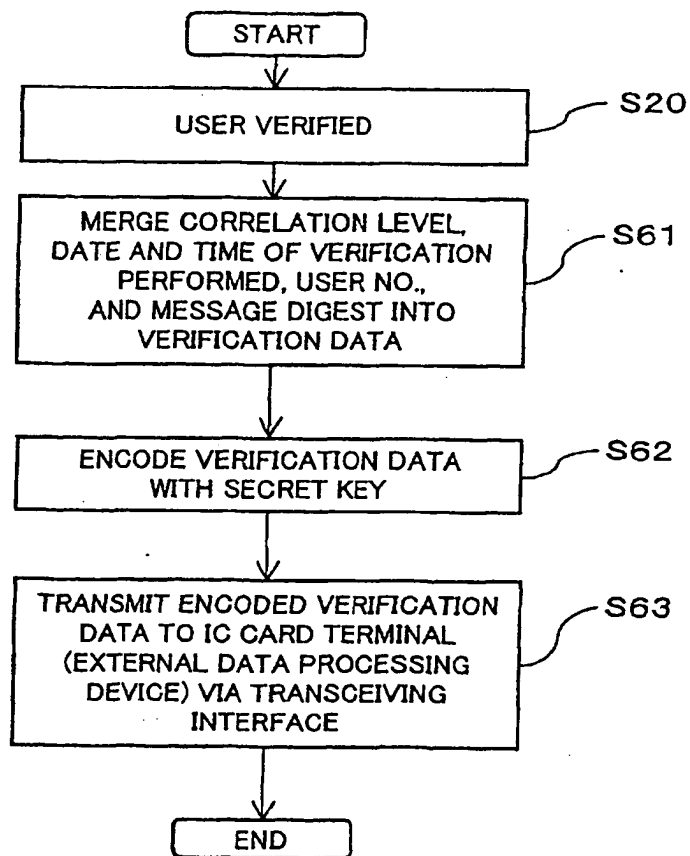 START
USER VERIFIED
S20
MERGE CORRELATION LEVEL,
DATE AND TIME OF VERIFICATION
PERFORMED, USER NO.,
AND MESSAGE DIGEST INTO
VERIFICATION DATA
S61
ENCODE VERIFICATION DATA
WITH SECRET KEY
S62
TRANSMIT ENCODED VERIFICATION
DATA TO IC CARD TERMINAL
(EXTERNAL DATA PROCESSING
DEVICE) VIA TRANSCEIVING
INTERFACE
S63
END